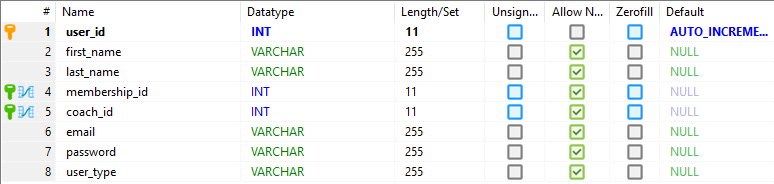 # Name Datatype Length/Set Unsign... Allow N... Zerofill Default
1 user_id INT 11 AUTO_INCREME...
2 first_name VARCHAR 255 NULL
3 last_name VARCHAR 255 NULL
4 membership_id INT 11 NULL
5 coach_id INT 11 NULL
6 email VARCHAR 255 NULL
7 password VARCHAR 255 NULL
8 user_type VARCHAR 255 NULL